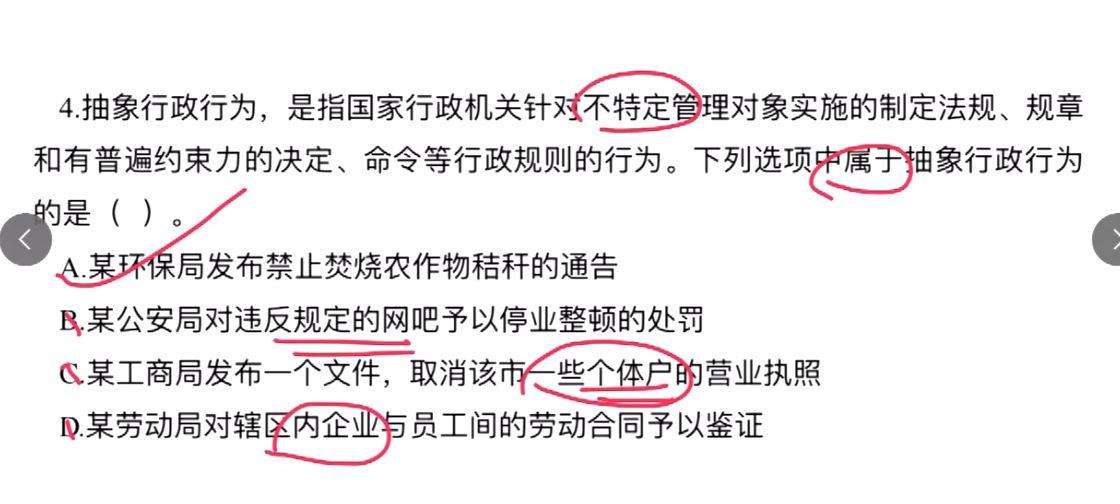 4.抽象行政行为，是指国家行政机关针对不特定管理对象实施的制定法规、规章
和有普遍约束力的决定、命令等行政规则的行为。下列选项中属于抽象行政行为
的是（ ）。
A.某环保局发布禁止焚烧农作物秸秆的通告
B.某公安局对违反规定的网吧予以停业整顿的处罚
C.某工商局发布一个文件，取消该市一些个体户的营业执照
D.某劳动局对辖区内企业与员工间的劳动合同予以鉴证